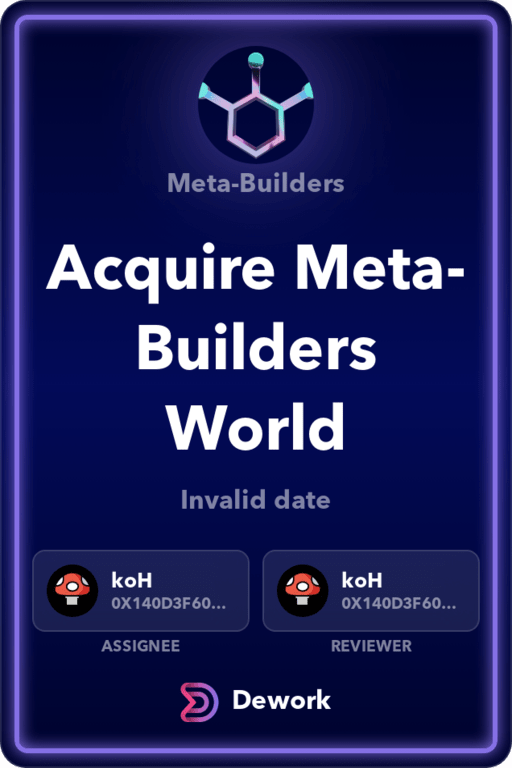 Meta-Builders
Acquire Meta-
Builders
World
Invalid date
koH
0X140D3F60...
ASSIGNEE
koH
0X140D3F60...
REVIEWER
Dework